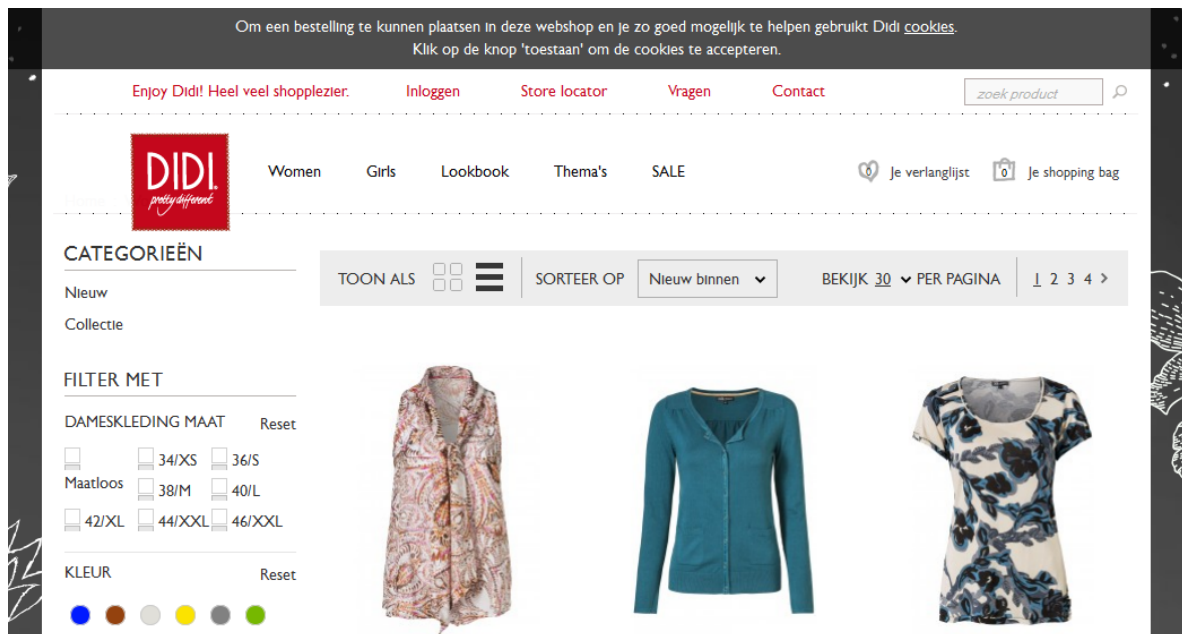 Om een bestelling te kunnen plaatsen in deze webshop en je zo goed mogelijk te helpen gebruikt Didi cookies.
Klik op de knop 'toestaan' om de cookies te accepteren.
Enjoy Didi! Heel veel shopplezier. Inloggen Store locator Vragen Contact zoek product
DIDI.
pretty different
Women Girls Lookbook Thema's SALE 0 Je verlanglijst 0 Je shopping bag
CATEGORIEËN
Nieuw
Collectie
TOON ALS SORTEER OP Nieuw binnen BEKIJK 30 PER PAGINA 1 2 3 4 >
FILTER MET
DAMESKLEDING MAAT Reset
Maatloos 34/XS 36/S
38/M 40/L
42/XL 44/XXL 46/XXL
KLEUR Reset